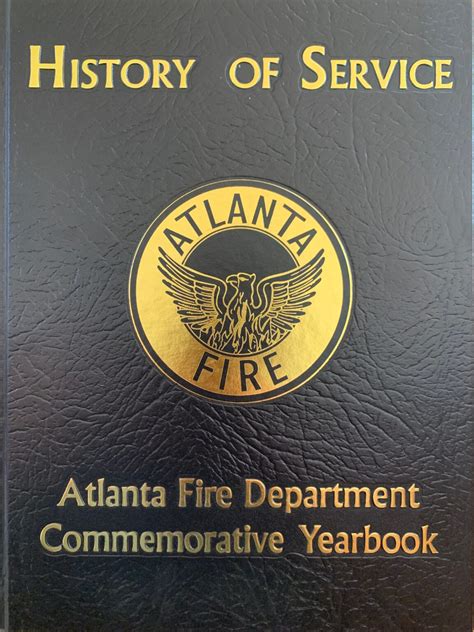 HISTORY OF SERVICE
ATLANTA
FIRE
Atlanta Fire Department
Commemorative Yearbook